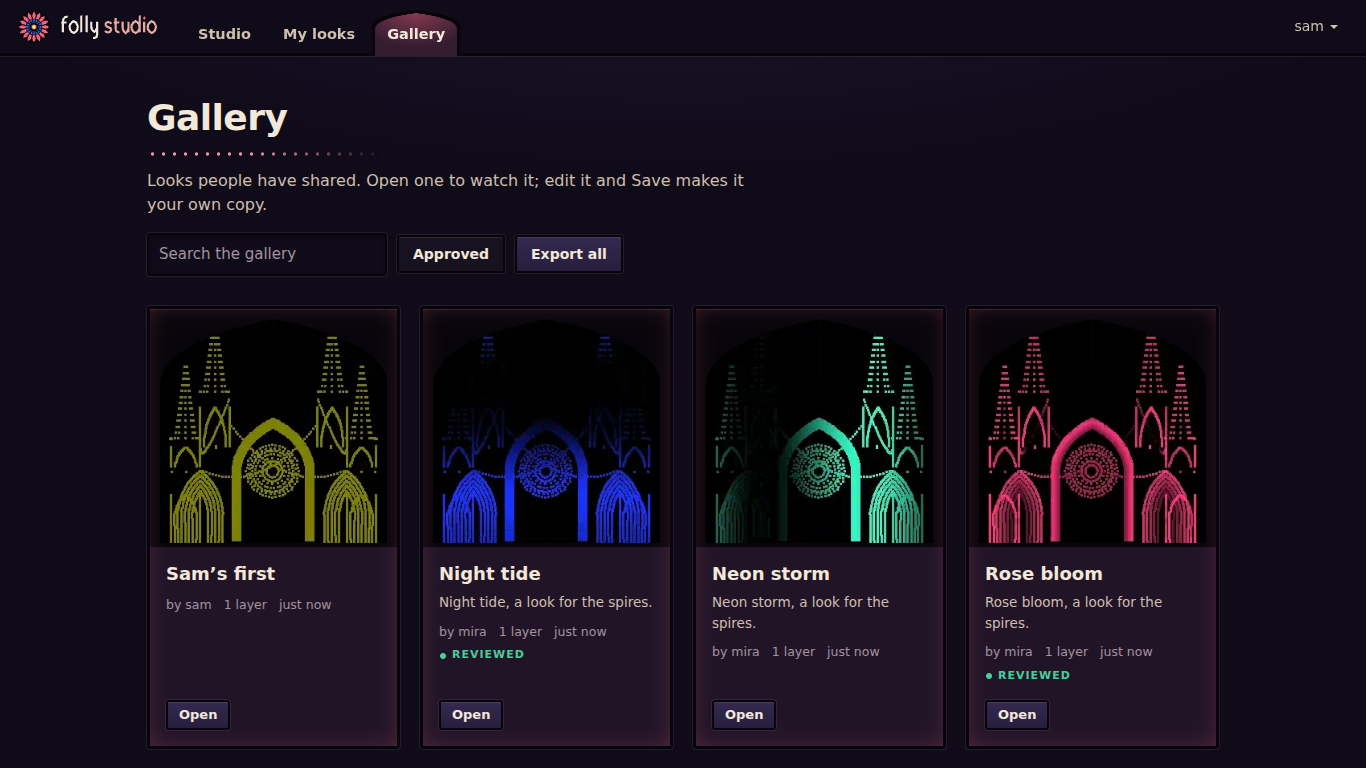 folly studio
Studio
My looks
Gallery
sam
Gallery
Looks people have shared. Open one to watch it; edit it and Save makes it
your own copy.
Search the gallery
Approved
Export all
Sam’s first
by sam 1 layer just now
Open
Night tide
Night tide, a look for the spires.
by mira 1 layer just now
REVIEWED
Open
Neon storm
Neon storm, a look for the
spires.
by mira 1 layer just now
Open
Rose bloom
Rose bloom, a look for the
spires.
by mira 1 layer just now
REVIEWED
Open